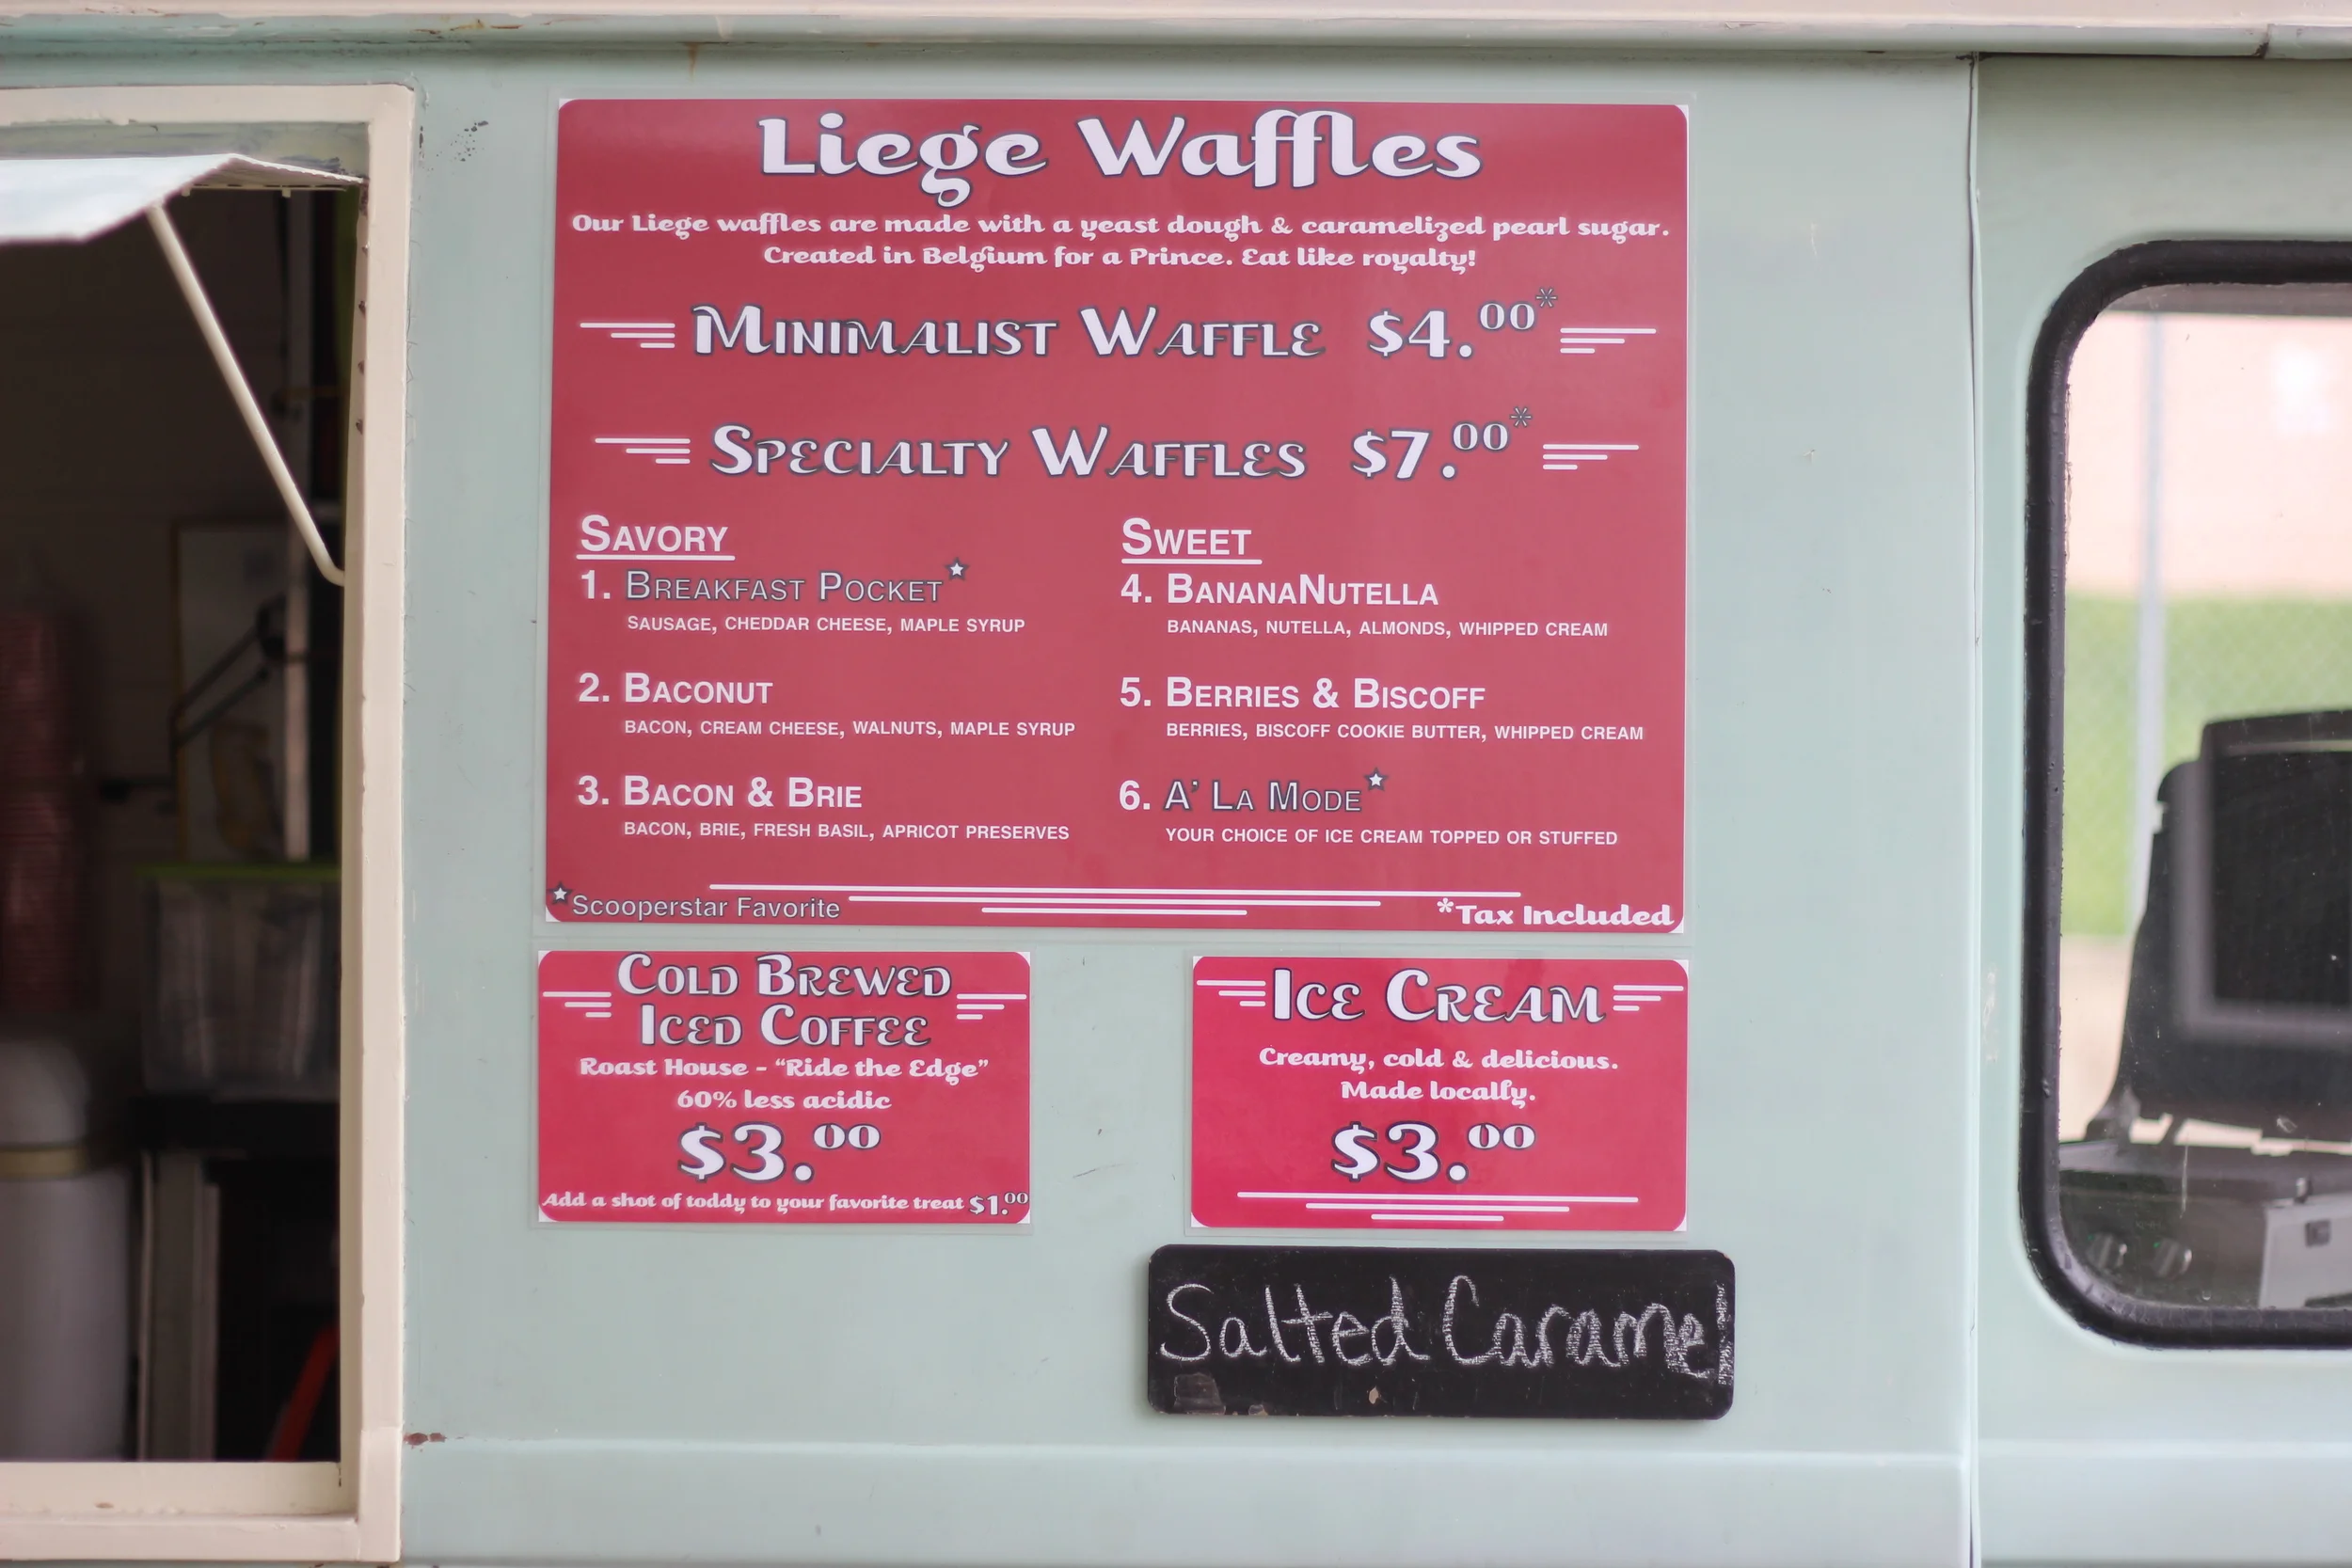 Liege Waffles
Our Liege waffles are made with a yeast dough & caramelized pearl sugar.
Created in Belgium for a Prince. Eat like royalty!
MINIMALIST WAFFLE $4.00*
SPECIALTY WAFFLES $7.00*
SAVORY
1. BREAKFAST POCKET★
SAUSAGE, CHEDDAR CHEESE, MAPLE SYRUP
2. BACONUT
BACON, CREAM CHEESE, WALNUTS, MAPLE SYRUP
3. BACON & BRIE
BACON, BRIE, FRESH BASIL, APRICOT PRESERVES
SWEET
4. BANANANUTELLA
BANANAS, NUTELLA, ALMONDS, WHIPPED CREAM
5. BERRIES & BISCOFF
BERRIES, BISCOFF COOKIE BUTTER, WHIPPED CREAM
6. A' LA MODE★
YOUR CHOICE OF ICE CREAM TOPPED OR STUFFED
★Scooperstar Favorite
*Tax Included
COLD BREWED
ICED COFFEE
Roast House - "Ride the Edge"
60% less acidic
$3.00
Add a shot of toddy to your favorite treat $1.00
ICE CREAM
Creamy, cold & delicious.
Made locally.
$3.00
Salted Caramel